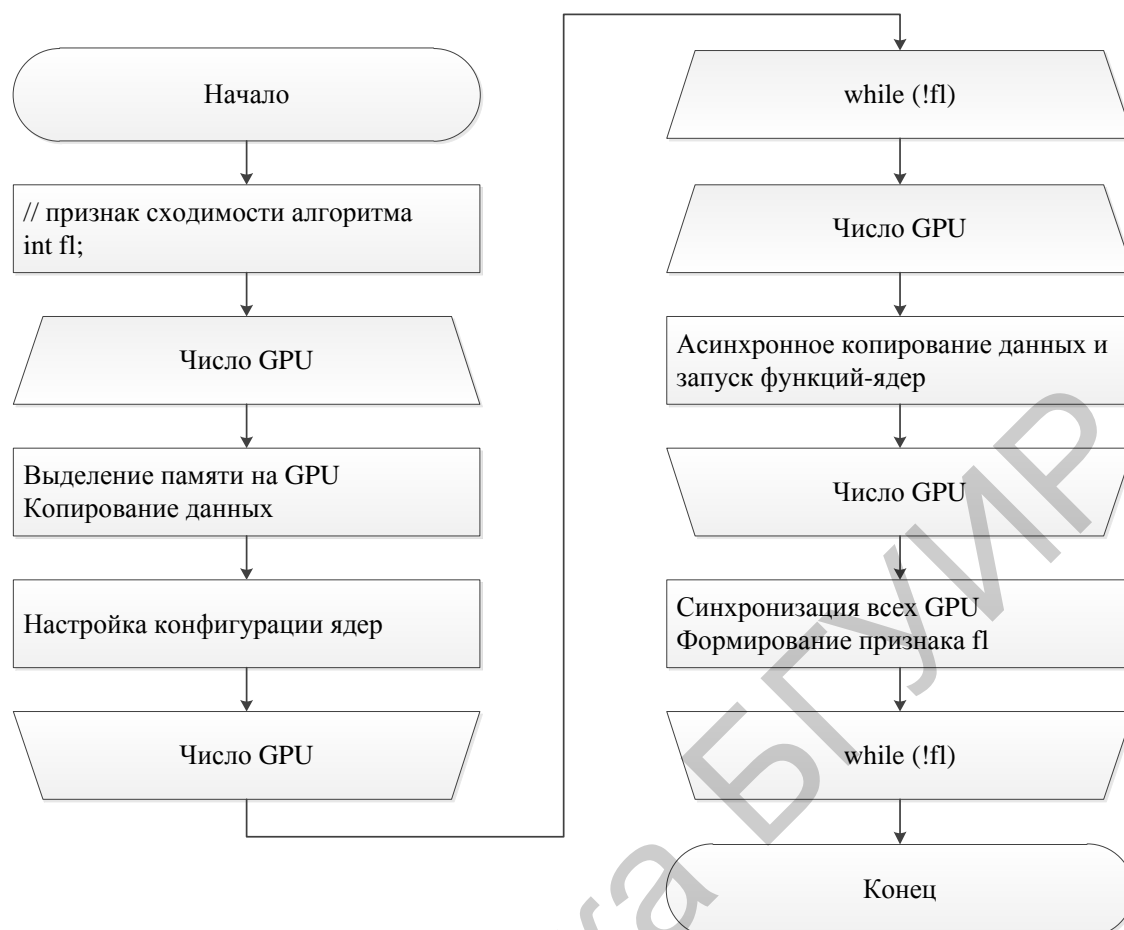 Начало
// признак сходимости алгоритма
int fl;
Число GPU
Выделение памяти на GPU
Копирование данных
Настройка конфигурации ядер
Число GPU
while (!fl)
Число GPU
Асинхронное копирование данных и
запуск функций-ядер
Число GPU
Синхронизация всех GPU
Формирование признака fl
while (!fl)
Конец
БГУИР